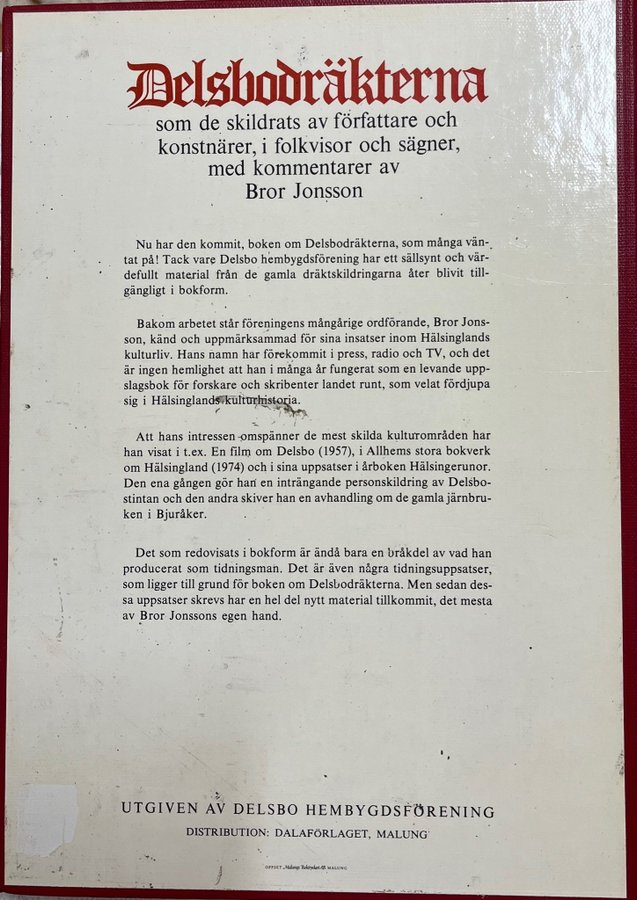 Delsbodräkterna
som de skildrats av författare och
konstnärer, i folkvisor och sägner,
med kommentarer av
Bror Jonsson
Nu har den kommit, boken om Delsbodräkterna, som många vän-
tat på! Tack vare Delsbo hembygdsförening har ett sällsynt och vär-
defullt material från de gamla dräktskildringarna åter blivit till-
gängligt i bokform.
Bakom arbetet står föreningens mångårige ordförande, Bror Jons-
son, känd och uppmärksammad för sina insatser inom Hälsinglands
kulturliv. Hans namn har förekommit i press, radio och TV, och det
är ingen hemlighet att han i många år fungerat som en levande upp-
slagsbok för forskare och skribenter landet runt, som velat fördjupa
sig i Hälsinglands kulturhistoria.
Att hans intressen omspänner de mest skilda kulturområden har
han visat i t.ex. En film om Delsbo (1957), i Allhems stora bokverk
om Hälsingland (1974) och i sina uppsatser i årboken Hälsingerunor.
Den ena gången gör han en inträngande personskildring av Delsbo-
stintan och den andra skiver han en avhandling om de gamla järnbru-
ken i Bjuråker.
Det som redovisats i bokform är ändå bara en bråkdel av vad han
producerat som tidningsman. Det är även några tidningsuppsatser,
som ligger till grund för boken om Delsbodräkterna. Men sedan des-
sa uppsatser skrevs har en hel del nytt material tillkommit, det mesta
av Bror Jonssons egen hand.
UTGIVEN AV DELSBO HEMBYGDSFÖRENING
DISTRIBUTION: DALAFÖRLAGET, MALUNG
OFFSET Malungs Boktryckeri AB MALUNG